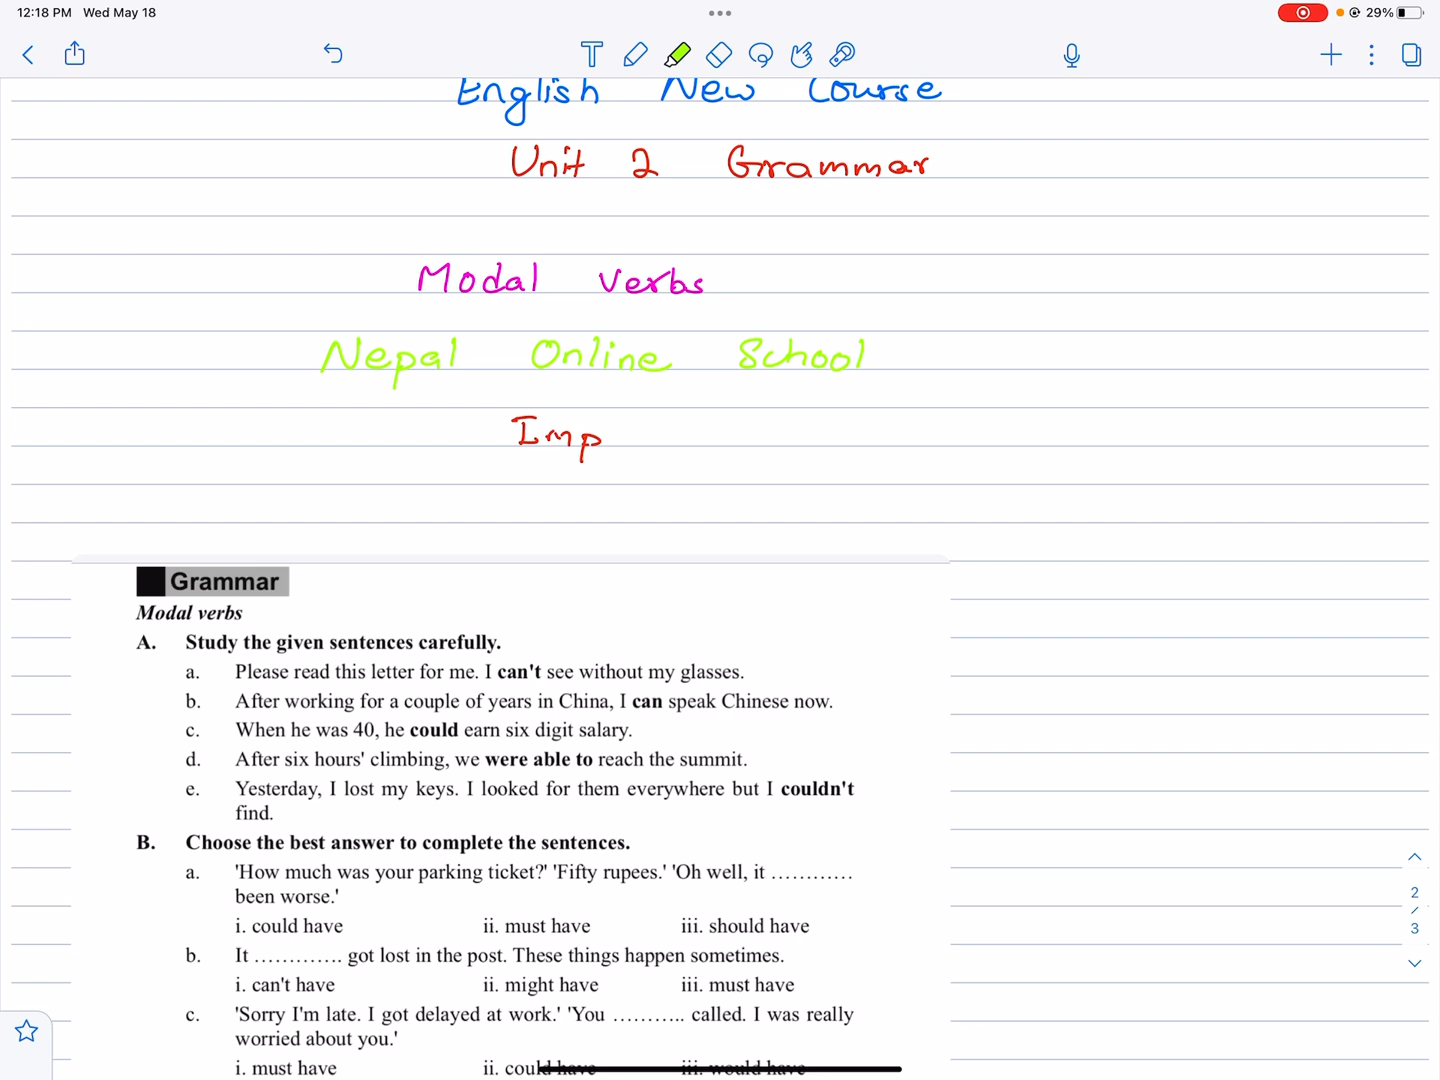 12:18 PM Wed May 18
29%
English New Course
Unit 2 Grammar
Modal verbs
Nepal Online School
Imp
Grammar
Modal verbs
A. Study the given sentences carefully.
a. Please read this letter for me. I can't see without my glasses.
b. After working for a couple of years in China, I can speak Chinese now.
c. When he was 40, he could earn six digit salary.
d. After six hours' climbing, we were able to reach the summit.
e. Yesterday, I lost my keys. I looked for them everywhere but I couldn't
find.
B. Choose the best answer to complete the sentences.
a. 'How much was your parking ticket?' 'Fifty rupees.' 'Oh well, it …………
been worse.'
i. could have ii. must have iii. should have
b. It …………. got lost in the post. These things happen sometimes.
i. can't have ii. might have iii. must have
c. 'Sorry I'm late. I got delayed at work.' 'You ……….. called. I was really
worried about you.'
i. must have ii. could have iii. would have
2
/
3